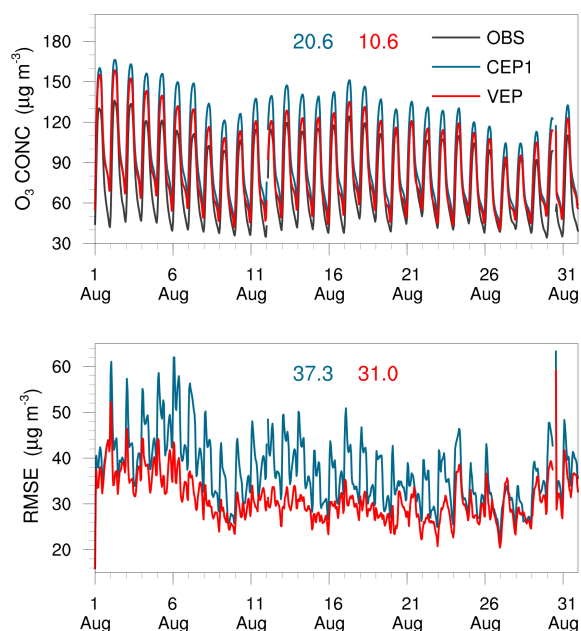 O₃ CONC (µg m⁻³)
180
150
120
90
60
30
20.6 10.6
OBS
CEP1
VEP
1 6 11 16 21 26 31
Aug Aug Aug Aug Aug Aug Aug
RMSE (µg m⁻³)
60
50
40
30
20
37.3 31.0
1 6 11 16 21 26 31
Aug Aug Aug Aug Aug Aug Aug